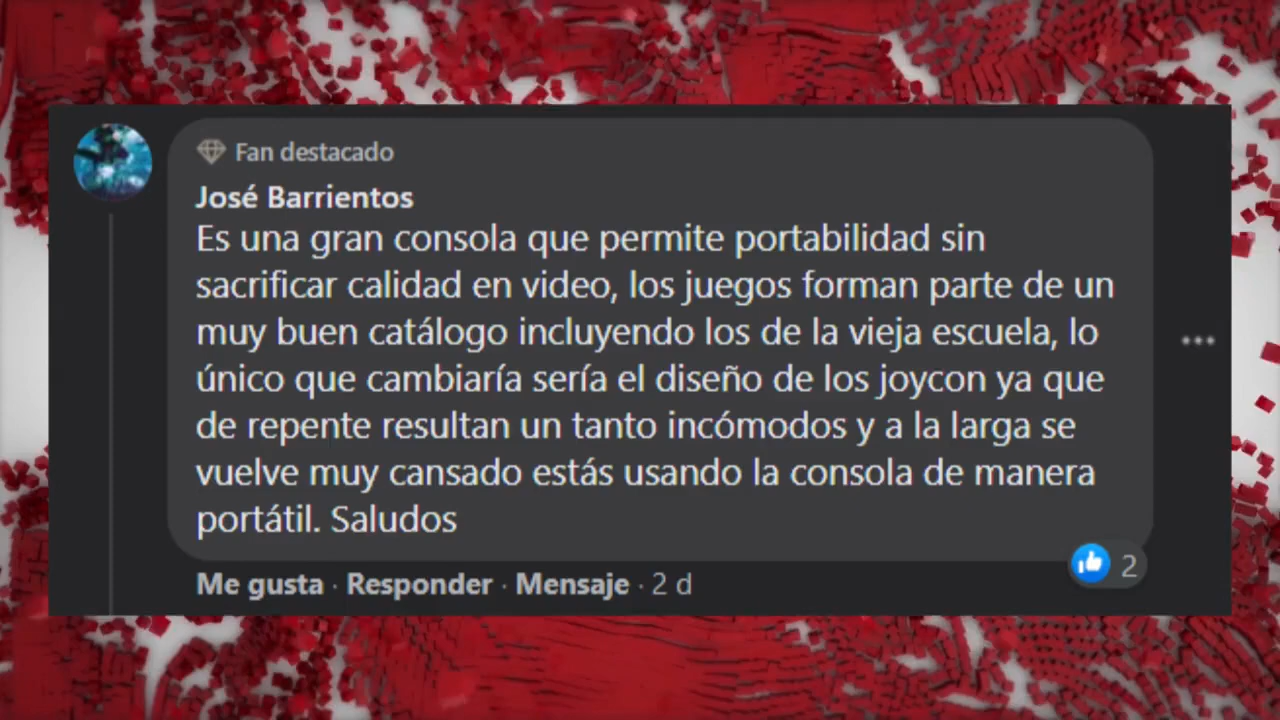 Fan destacado
José Barrientos
Es una gran consola que permite portabilidad sin
sacrificar calidad en video, los juegos forman parte de un
muy buen catálogo incluyendo los de la vieja escuela, lo
único que cambiaría sería el diseño de los joycon ya que
de repente resultan un tanto incómodos y a la larga se
vuelve muy cansado estás usando la consola de manera
portátil. Saludos
2
Me gusta · Responder · Mensaje · 2 d